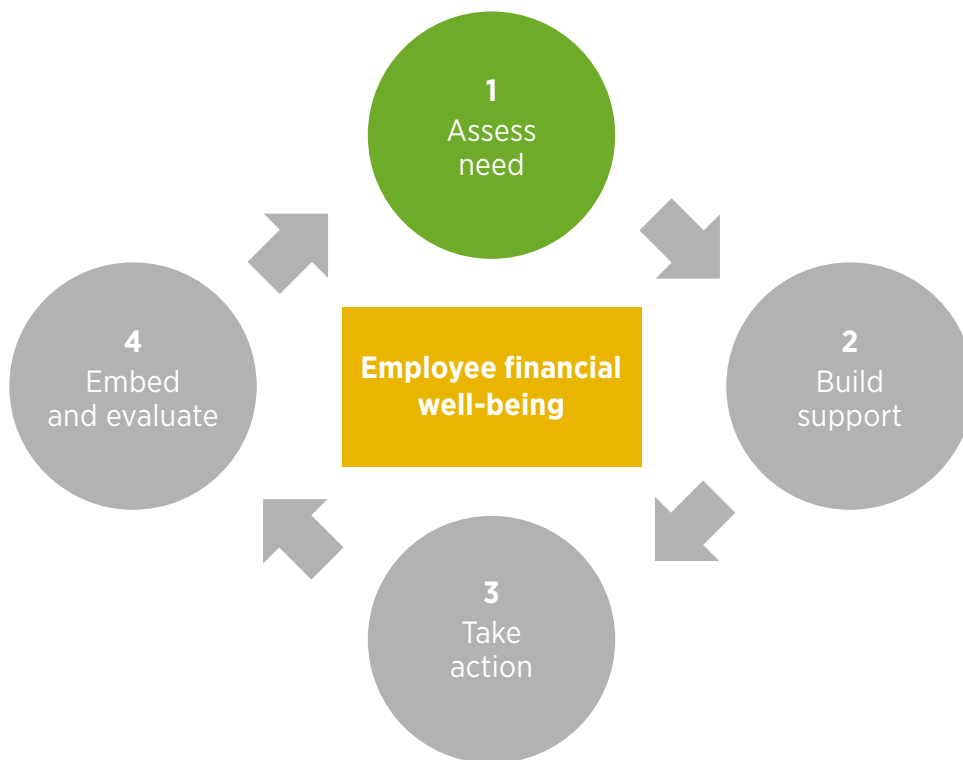 1
Assess
need
4
Embed
and evaluate
Employee financial
well-being
2
Build
support
3
Take
action